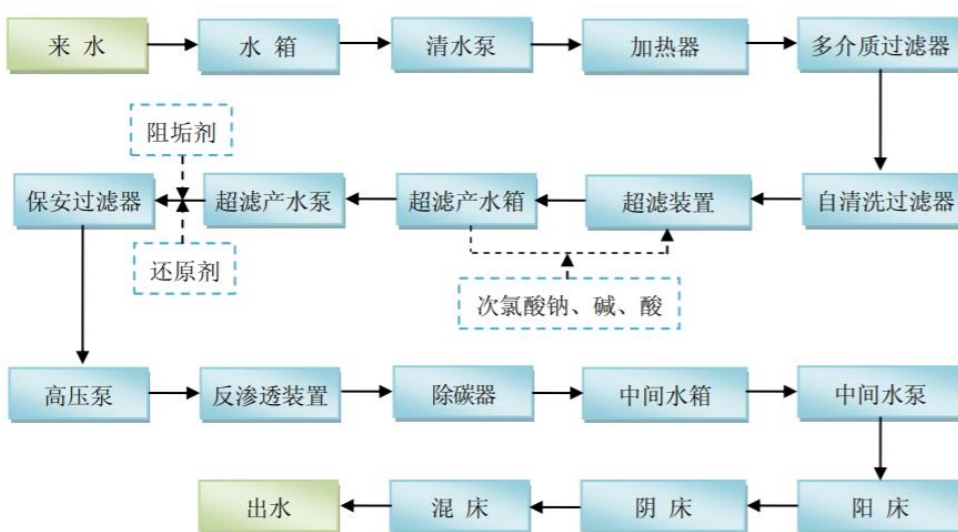 来 水
水 箱
清水泵
加热器
多介质过滤器
阻垢剂
保安过滤器
超滤产水泵
超滤产水箱
超滤装置
自清洗过滤器
还原剂
次氯酸钠、碱、酸
高压泵
反渗透装置
除碳器
中间水箱
中间水泵
出水
混 床
阴 床
阳 床